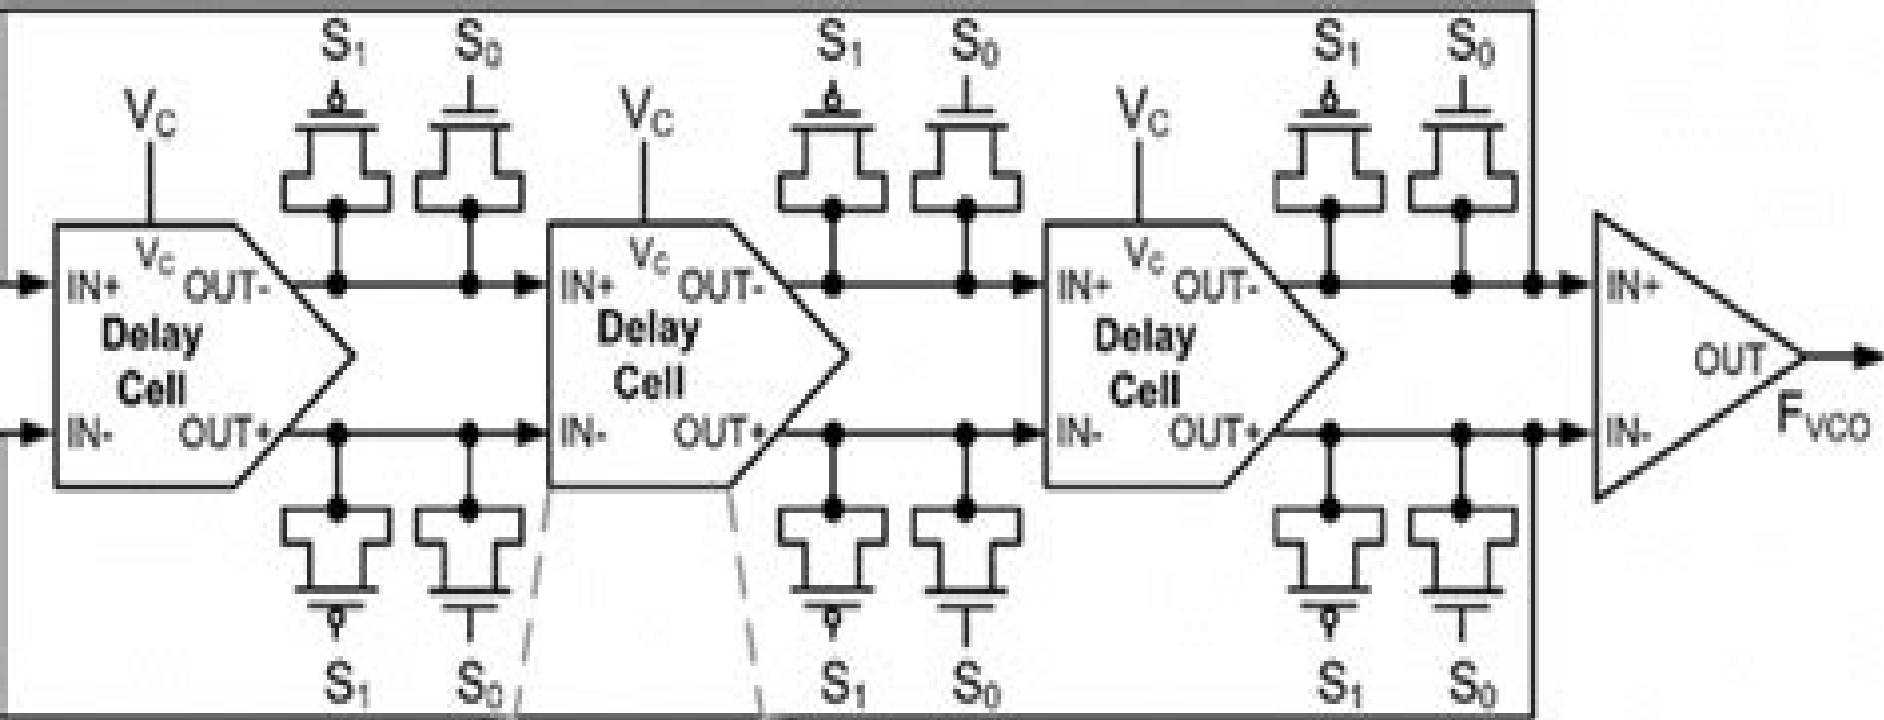 S1 S0 S1 S0 S1 S0
VC VC VC
VC VC VC
IN+ OUT- IN+ OUT- IN+ OUT- IN+
Delay Delay Delay
Cell Cell Cell
OUT
IN- OUT+ IN- OUT+ IN- OUT+ IN-
FVCO
S1 S0 S1 S0 S1 S0